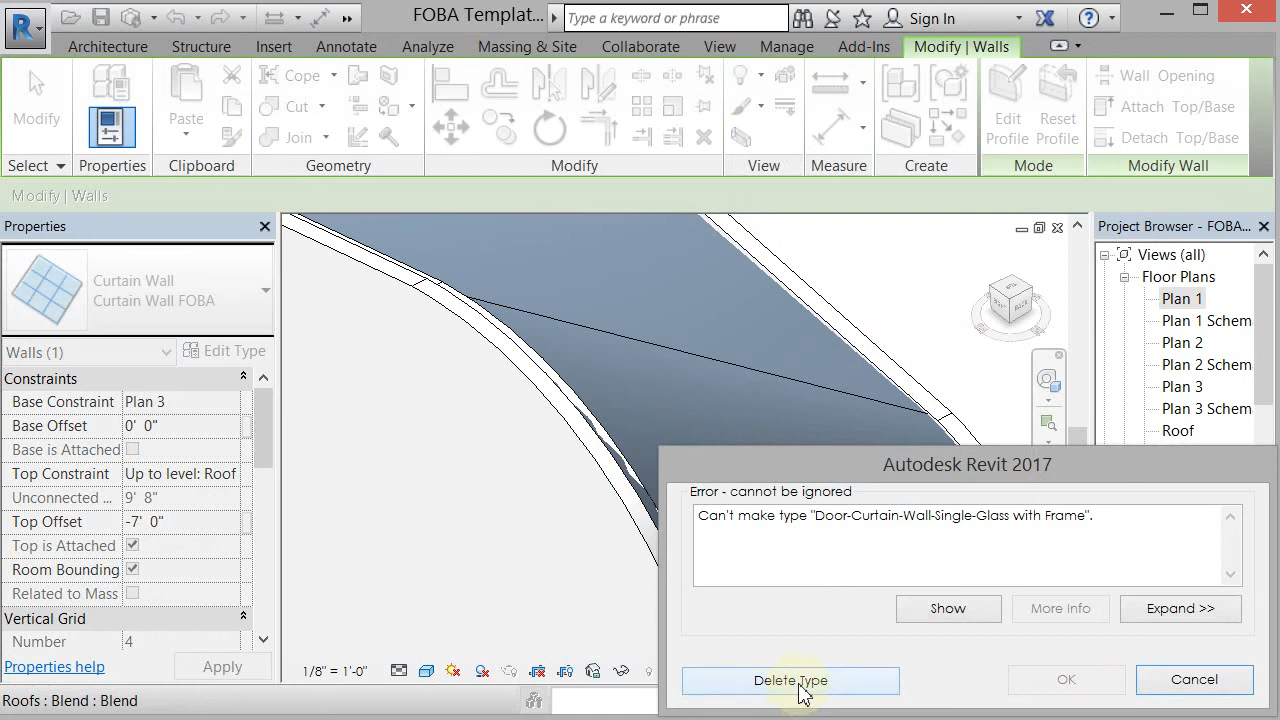 FOBA Templat...
Type a keyword or phrase
Sign In
Architecture Structure Insert Annotate Analyze Massing & Site Collaborate View Manage Add-Ins Modify | Walls
Modify
Properties
Paste
Cope
Cut
Join
Edit Profile
Reset Profile
Wall Opening
Attach Top/Base
Detach Top/Base
Select Properties Clipboard Geometry Modify View Measure Create Mode Modify Wall
Modify | Walls
Properties
Curtain Wall
Curtain Wall FOBA
Walls (1) Edit Type
Constraints
Base Constraint Plan 3
Base Offset 0' 0"
Base is Attached
Top Constraint Up to level: Roof
Unconnected ... 9' 8"
Top Offset -7' 0"
Top is Attached
Room Bounding
Related to Mass
Vertical Grid
Number 4
Properties help Apply
1/8" = 1'-0"
Roofs : Blend : Blend
Project Browser - FOBA...
Views (all)
Floor Plans
Plan 1
Plan 1 Schem
Plan 2
Plan 2 Schem
Plan 3
Plan 3 Schem
Roof
Autodesk Revit 2017
Error - cannot be ignored
Can't make type "Door-Curtain-Wall-Single-Glass with Frame".
Show More Info Expand >>
Delete Type OK Cancel